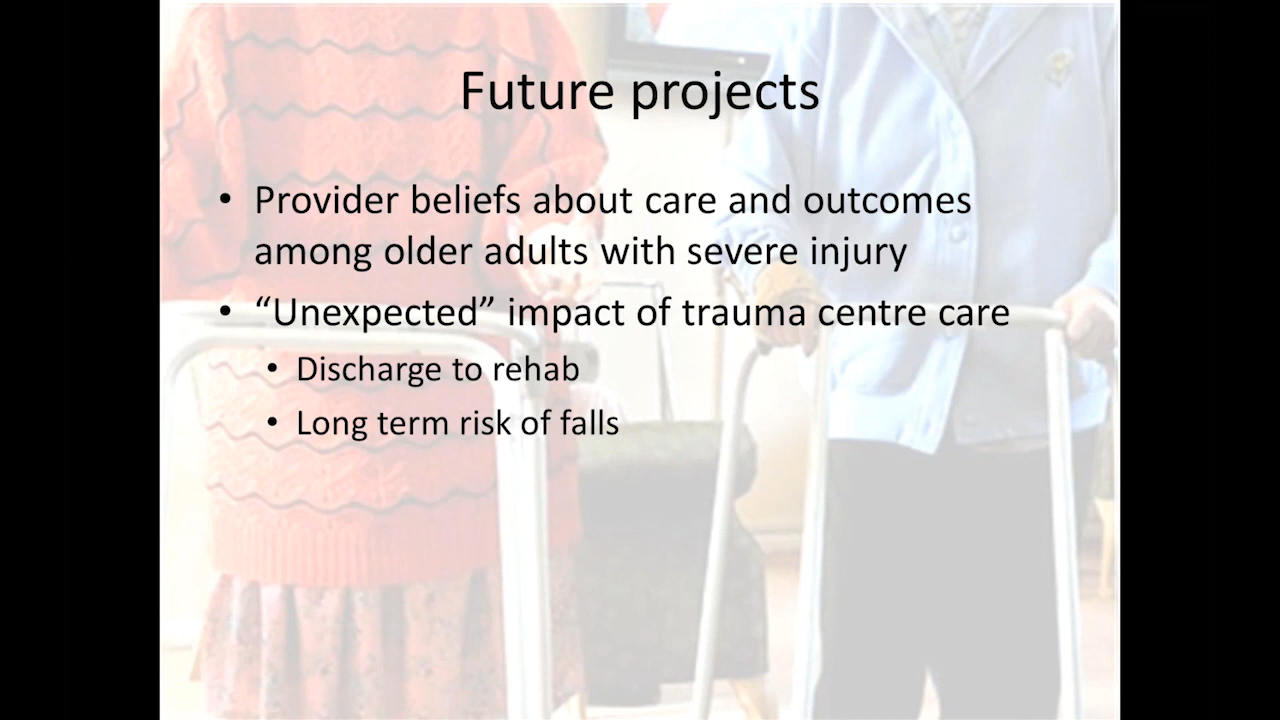 Future projects
• Provider beliefs about care and outcomes
among older adults with severe injury
• “Unexpected” impact of trauma centre care
• Discharge to rehab
• Long term risk of falls